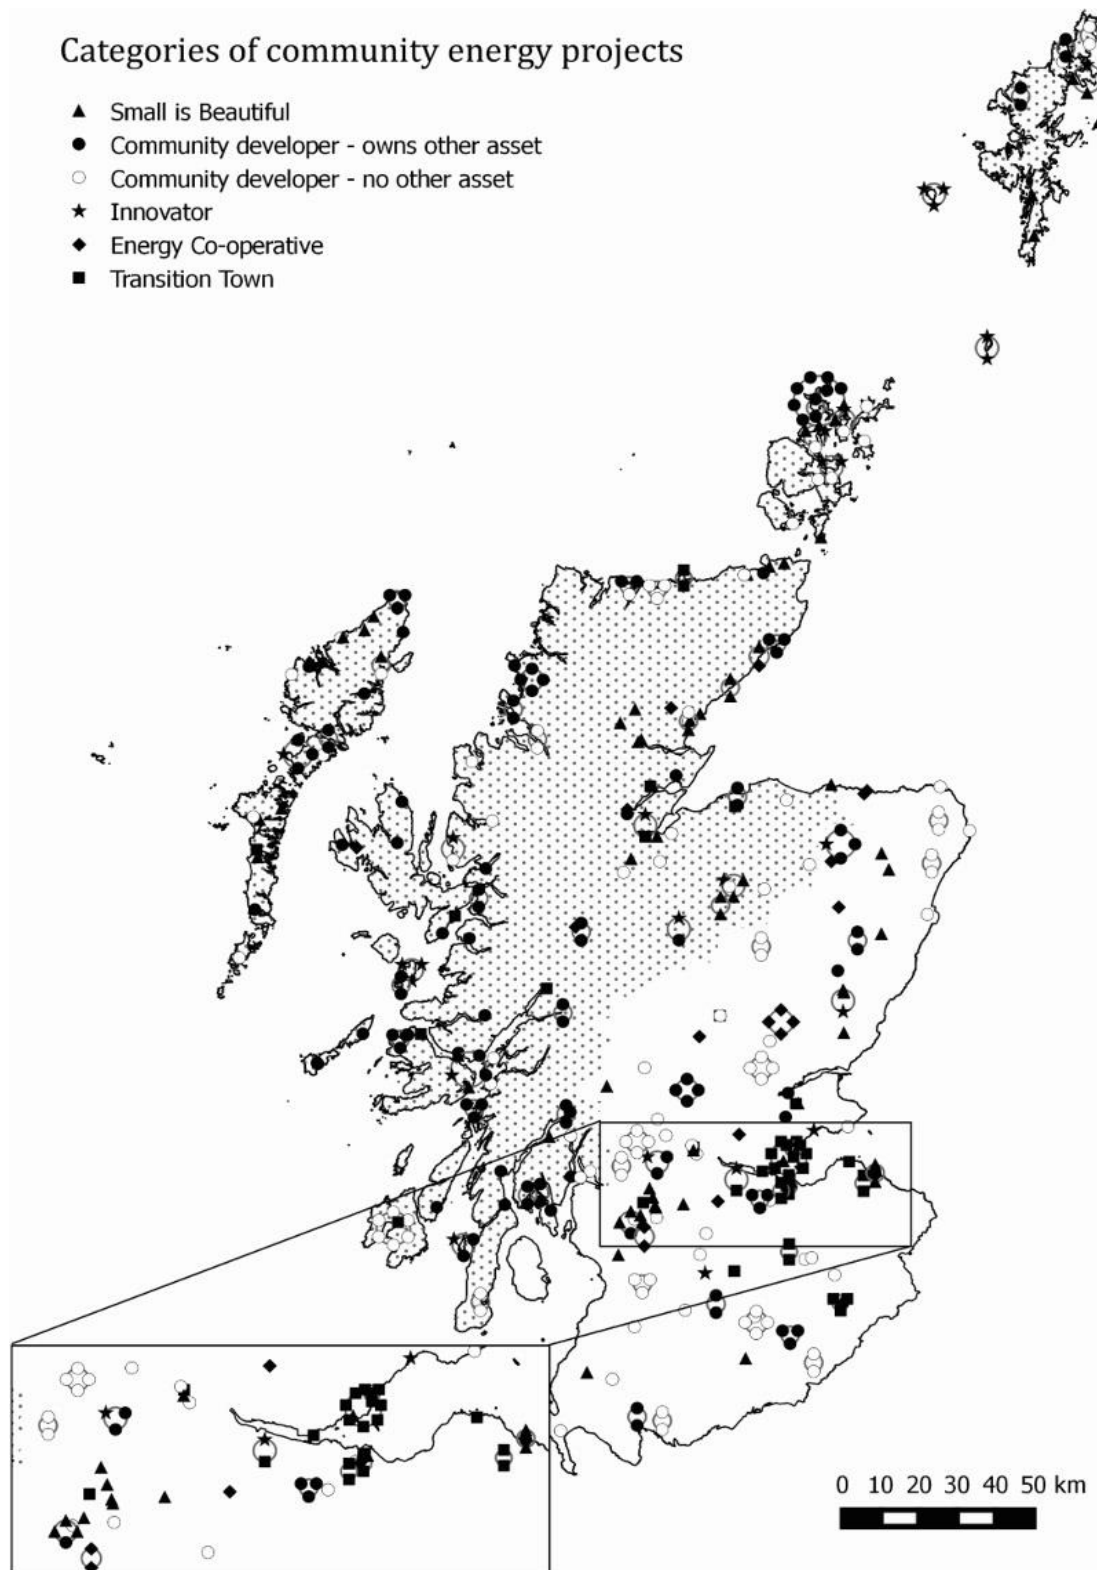 Categories of community energy projects
Small is Beautiful
Community developer - owns other asset
Community developer - no other asset
Innovator
Energy Co-operative
Transition Town
0 10 20 30 40 50 km